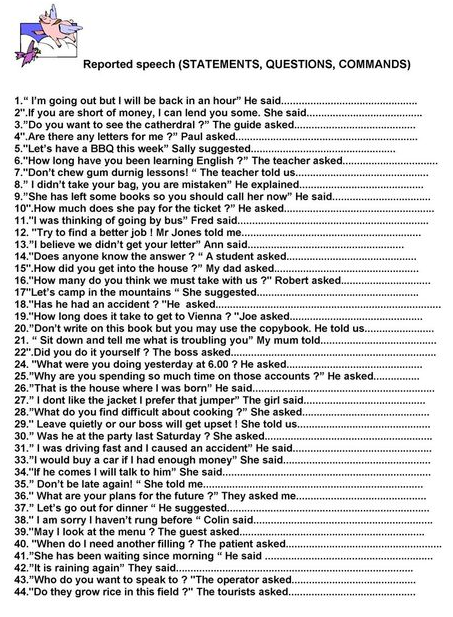 Reported speech (STATEMENTS, QUESTIONS, COMMANDS)
1.“ I’m going out but I will be back in an hour” He said...............................................
2".If you are short of money, I can lend you some. She said........................................
3.”Do you want to see the catherdral ?” The guide asked..........................................
4".Are there any letters for me ?” Paul asked...............................................
5."Let’s have a BBQ this week” Sally suggested.............................................
6."How long have you been learning English ?” The teacher asked................................
7."Don’t chew gum durnig lessons! “ The teacher told us..............................................
8.” I didn’t take your bag, you are mistaken” He explained...........................................
9.”She has left some books so you should call her now” He said..................................
10".How much does she pay for the ticket ?” He asked....................................................
11."I was thinking of going by bus” Fred said..................................................
12. "Try to find a better job ! Mr Jones told me..............................................................
13.”I believe we didn’t get your letter” Ann said...............................................
14."Does anyone know the answer ? “ A student asked......................................
15".How did you get into the house ?” My dad asked..................................................
16."How many do you think we must take with us ?" Robert asked...............................
17"Let’s camp in the mountains “ She suggested........................................................
18."Has he had an accident ? "He  asked.............................................................................
19."How long does it take to get to Vienna ? "Joe asked..............................................
20.”Don’t write on this book but you may use the copybook. He told us........................
21. “ Sit down and tell me what is troubling you” My mum told...................................
22".Did you do it yourself ? The boss asked.................................................................
24. "What were you doing yesterday at 6.00 ? He asked...............................................
25.”Why are you spending so much time on those accounts ?” He asked................
26.”That is the house where I was born” He said..............................................................
27.” I dont like the jacket I prefer that jumper” The girl said.........................................
28.”What do you find difficult about cooking ?” She asked............................................
29." Leave quietly or our boss will get upset ! She told us..............................................
30.” Was he at the party last Saturday ? She asked.........................................................
31.” I was driving fast and I caused an accident” He said...............................................
33.”I would buy a car if I had enough money” She said..................................................
34."If he comes I will talk to him” She said.......................................................................
35.” Don’t be late again! “ She told me...................................................................
36." What are your plans for the future ?” They asked me.............................................
37.” Let’s go out for dinner “ He suggested.....................................................................
38." I am sorry I haven’t rung before “ Colin said.............................................................
39."May I look at the menu ? The guest asked...............................................................
40. "When do I need another filling ? The patient asked.....................................................
41.”She has been waiting since morning “ He said .........................................................
42.”It is raining again” They said..................................................................................
43.”Who do you want to speak to ? "The operator asked..........................................
44."Do they grow rice in this field ?" The tourists asked..............................................